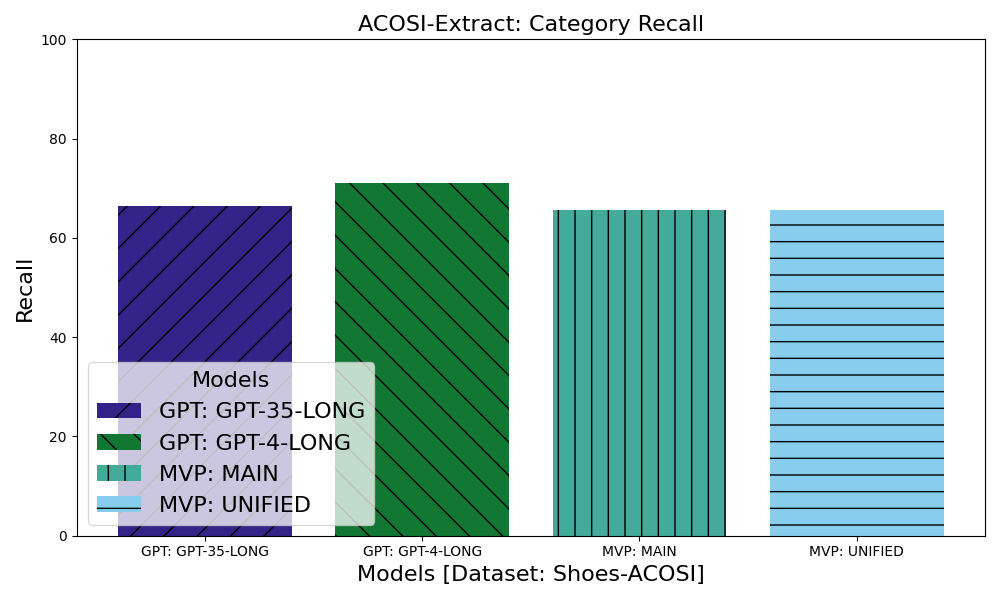 ACOSI-Extract: Category Recall
100
80
60
40
20
0
Recall
Models
GPT: GPT-35-LONG
GPT: GPT-4-LONG
MVP: MAIN
MVP: UNIFIED
GPT: GPT-35-LONG
GPT: GPT-4-LONG
MVP: MAIN
MVP: UNIFIED
Models [Dataset: Shoes-ACOSI]